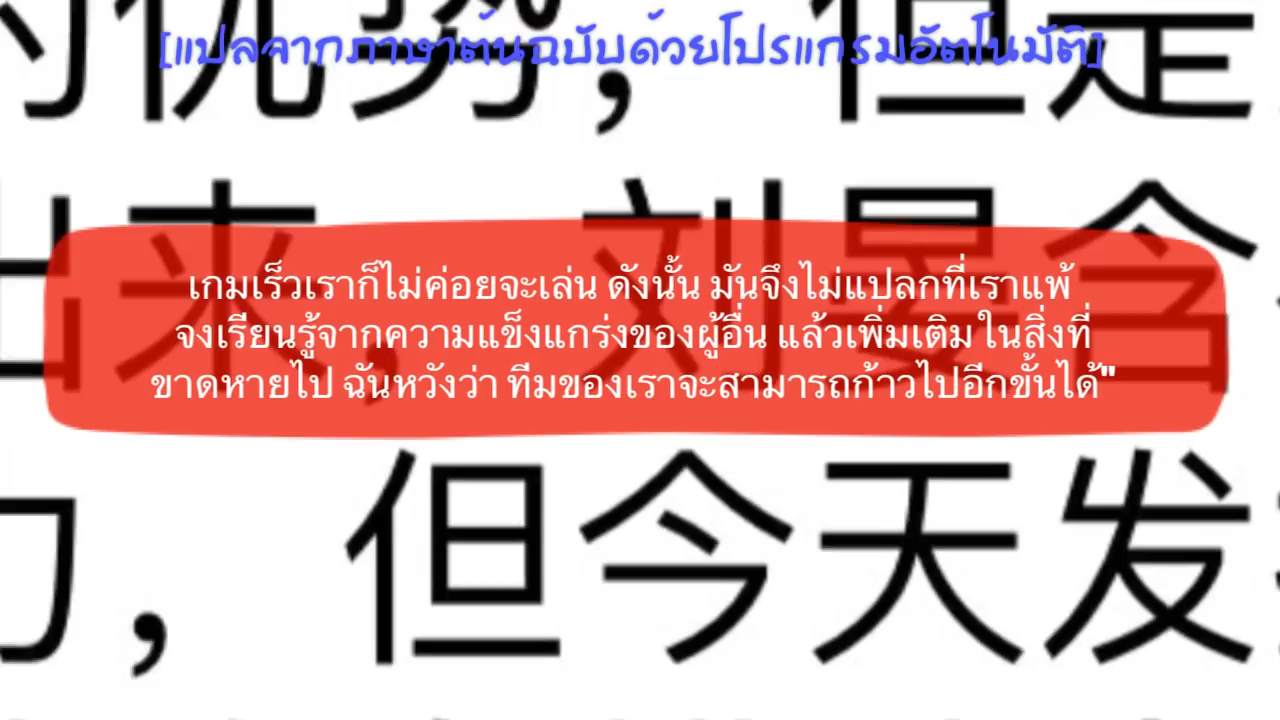 的优势，但是
[แปลจากภาษาต้นฉบับด้วยโปรแกรมอัตโนมัติ]
出来，刘晏含
เกมเร็วเราก็ไม่ค่อยจะเล่น ดังนั้น มันจึงไม่แปลกที่เราแพ้
จงเรียนรู้จากความแข็งแกร่งของผู้อื่น แล้วเพิ่มเติมในสิ่งที่
ขาดหายไป ฉันหวังว่า ทีมของเราจะสามารถก้าวไปอีกขั้นได้"
力，但今天发